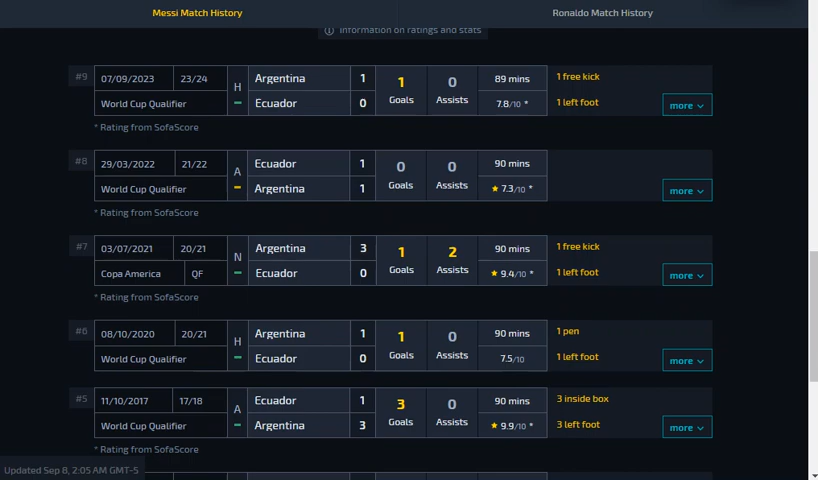 Messi Match History
Ronaldo Match History
Information on ratings and stats
#9
07/09/2023 23/24
World Cup Qualifier
H
Argentina 1
Ecuador 0
1 Goals
0 Assists
89 mins
7.8/10 *
1 free kick
1 left foot
more
* Rating from SofaScore
#8
29/03/2022 21/22
World Cup Qualifier
A
Ecuador 1
Argentina 1
0 Goals
0 Assists
90 mins
7.3/10 *
more
* Rating from SofaScore
#7
03/07/2021 20/21
Copa America QF
N
Argentina 3
Ecuador 0
1 Goals
2 Assists
90 mins
9.4/10 *
1 free kick
1 left foot
more
* Rating from SofaScore
#6
08/10/2020 20/21
World Cup Qualifier
H
Argentina 1
Ecuador 0
1 Goals
0 Assists
90 mins
7.5/10
1 pen
1 left foot
more
#5
11/10/2017 17/18
World Cup Qualifier
A
Ecuador 1
Argentina 3
3 Goals
0 Assists
90 mins
9.9/10 *
3 inside box
3 left foot
more
* Rating from SofaScore
Updated Sep 8, 2:05 AM GMT-5